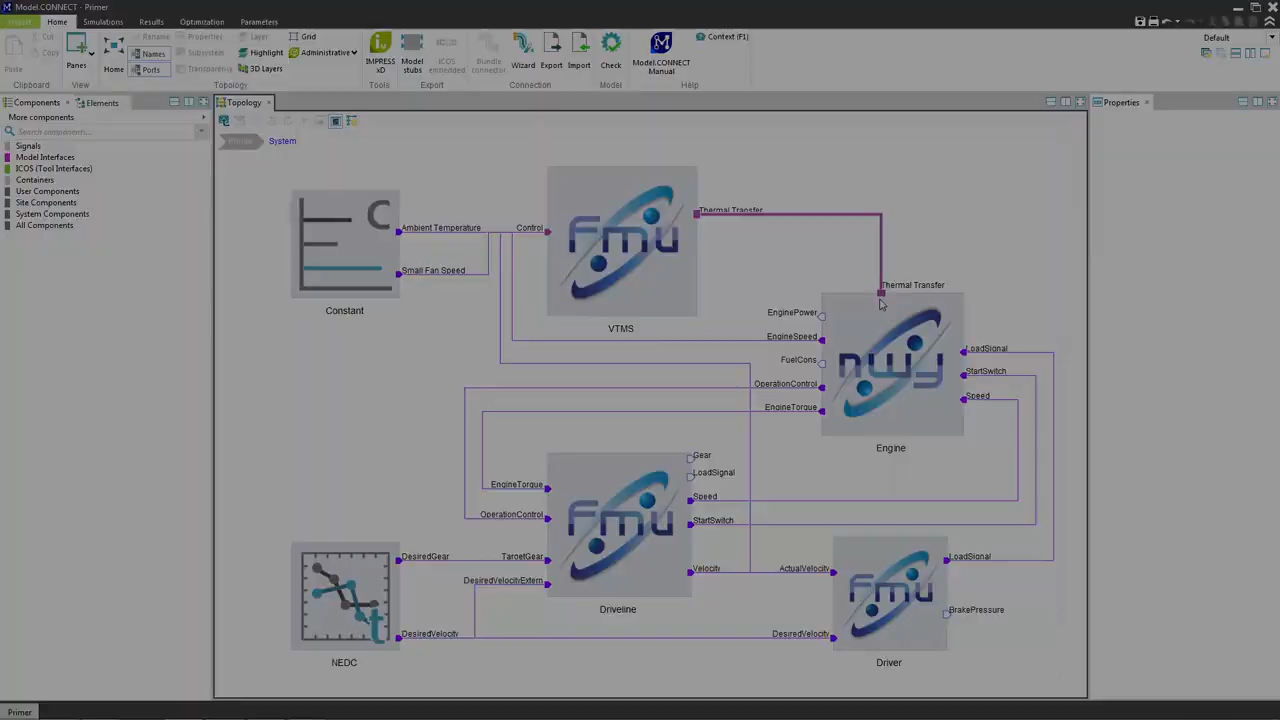 Model.CONNECT - Primer
Project
Home
Simulations
Results
Optimization
Parameters
Cut
Copy
Paste
Clipboard
Panes
View
Home
Rename
Names
Ports
Properties
Subsystem
Transparency
Layer
Highlight
3D Layers
Grid
Administrative
Topology
IMPRESS
xD
Tools
Model
stubs
ICOS
embedded
Export
Bundle
connector
Wizard
Export
Import
Connection
Check
Model
Model.CONNECT
Manual
Context (F1)
Help
Default
Components
Elements
More components
Search components...
Signals
Model Interfaces
ICOS (Tool Interfaces)
Containers
User Components
Site Components
System Components
All Components
Topology
Primer
System
Properties
C
Ambient Temperature
Small Fan Speed
Constant
Control
fmu
VTMS
Thermal Transfer
Thermal Transfer
EnginePower
EngineSpeed
FuelCons
OperationControl
EngineTorque
LoadSignal
StartSwitch
Speed
Engine
EngineTorque
OperationControl
TargetGear
DesiredVelocityExtern
fmu
Gear
LoadSignal
Speed
StartSwitch
Velocity
Driveline
DesiredGear
DesiredVelocity
t
NEDC
ActualVelocity
DesiredVelocity
fmu
LoadSignal
BrakePressure
Driver
Primer